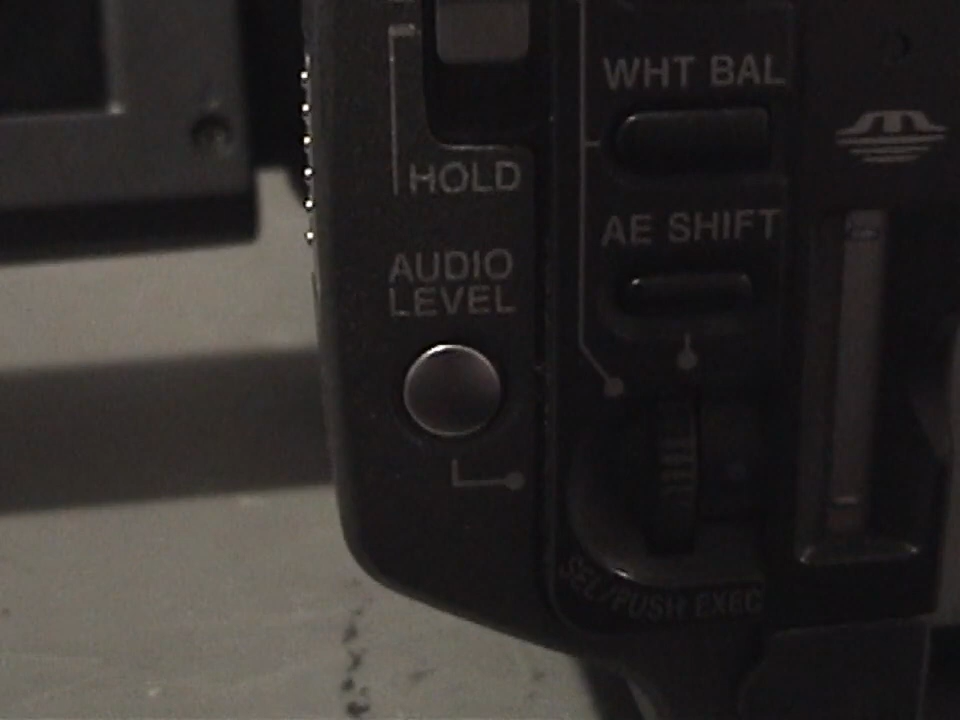 WHT BAL
HOLD
AE SHIFT
AUDIO
LEVEL
SEL/PUSH EXEC